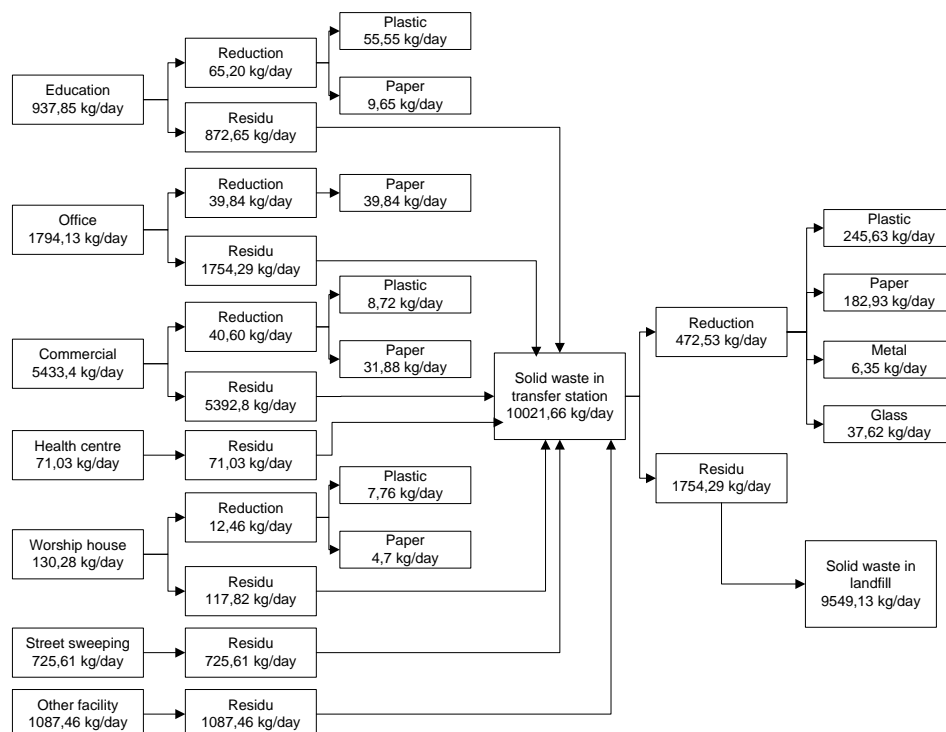 Education
937,85 kg/day
Reduction
65,20 kg/day
Plastic
55,55 kg/day
Paper
9,65 kg/day
Residu
872,65 kg/day
Office
1794,13 kg/day
Reduction
39,84 kg/day
Paper
39,84 kg/day
Residu
1754,29 kg/day
Commercial
5433,4 kg/day
Reduction
40,60 kg/day
Plastic
8,72 kg/day
Paper
31,88 kg/day
Residu
5392,8 kg/day
Health centre
71,03 kg/day
Residu
71,03 kg/day
Worship house
130,28 kg/day
Reduction
12,46 kg/day
Plastic
7,76 kg/day
Paper
4,7 kg/day
Residu
117,82 kg/day
Street sweeping
725,61 kg/day
Residu
725,61 kg/day
Other facility
1087,46 kg/day
Residu
1087,46 kg/day
Solid waste in
transfer station
10021,66 kg/day
Reduction
472,53 kg/day
Plastic
245,63 kg/day
Paper
182,93 kg/day
Metal
6,35 kg/day
Glass
37,62 kg/day
Residu
1754,29 kg/day
Solid waste in
landfill
9549,13 kg/day